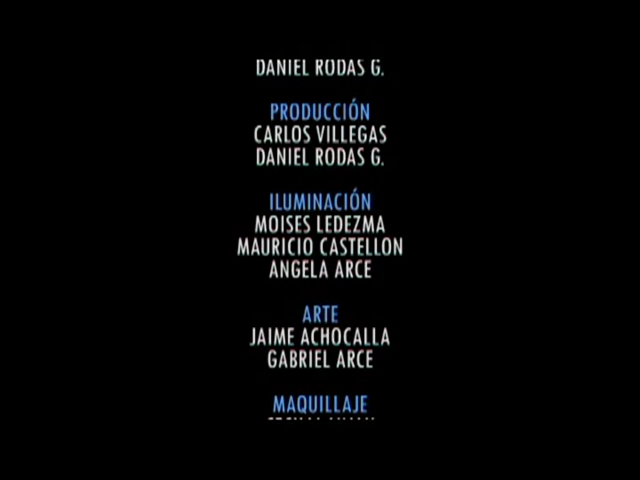 DANIEL RODAS G.
PRODUCCIÓN
CARLOS VILLEGAS
DANIEL RODAS G.
ILUMINACIÓN
MOISES LEDEZMA
MAURICIO CASTELLON
ANGELA ARCE
ARTE
JAIME ACHOCALLA
GABRIEL ARCE
MAQUILLAJE